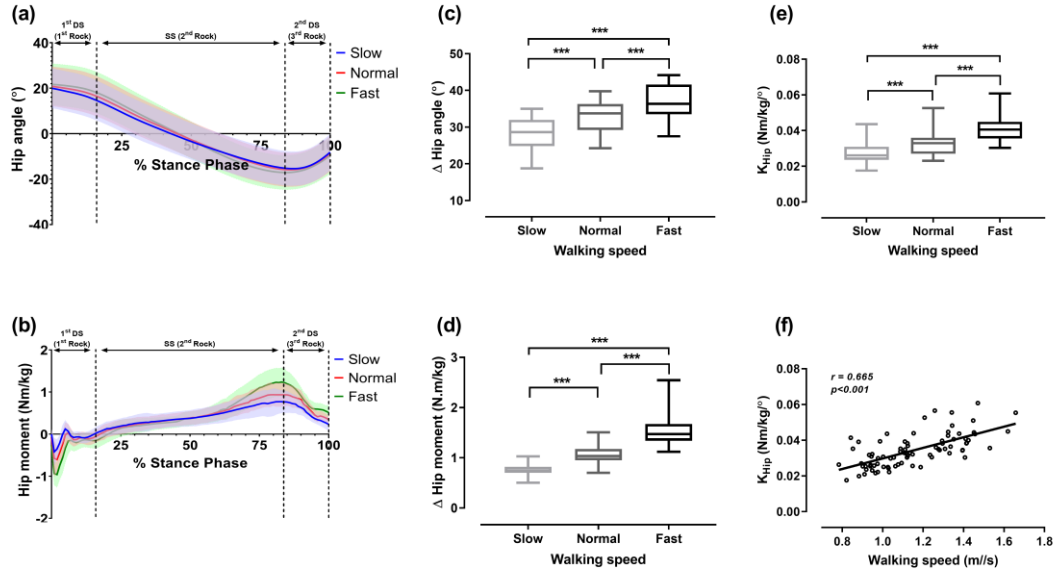 (a)
1st DS
(1st Rock)
SS (2nd Rock)
2nd DS
(3rd Rock)
Slow
Normal
Fast
Hip angle (°)
40
20
0
-20
-40
25
50
75
100
% Stance Phase
(b)
1st DS
(1st Rock)
SS (2nd Rock)
2nd DS
(3rd Rock)
Slow
Normal
Fast
Hip moment (Nm/kg)
2
1
0
-1
-2
25
50
75
100
% Stance Phase
(c)
***
***
***
Δ Hip angle (°)
50
40
30
20
10
Slow
Normal
Fast
Walking speed
(d)
***
***
***
Δ Hip moment (N.m/kg)
3
2
1
0
Slow
Normal
Fast
Walking speed
(e)
***
***
***
KHip (Nm/kg/°)
0.08
0.06
0.04
0.02
0.00
Slow
Normal
Fast
Walking speed
(f)
r = 0.665
p<0.001
KHip (Nm/kg/°)
0.08
0.06
0.04
0.02
0.00
0.8
1.0
1.2
1.4
1.6
1.8
Walking speed (m//s)